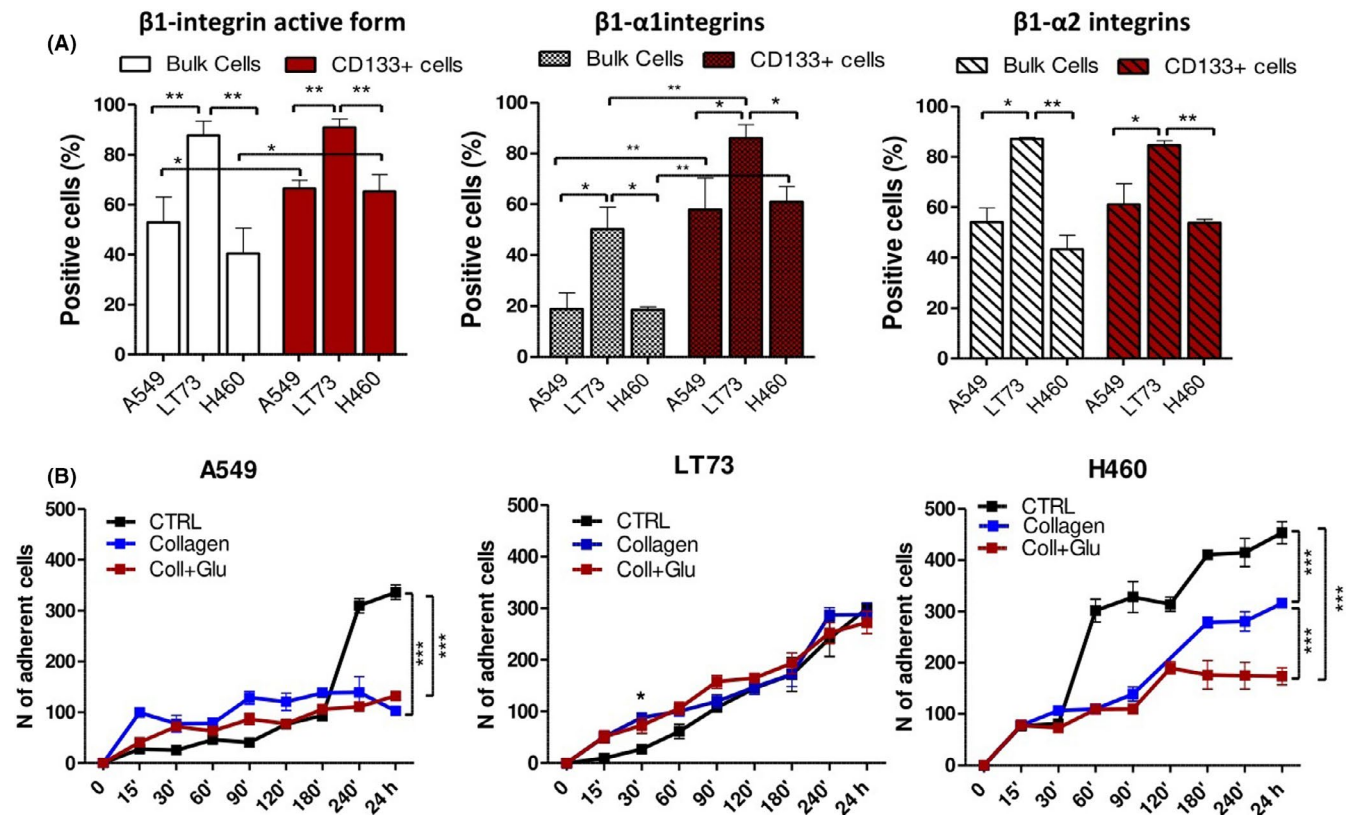 (A)
β1-integrin active form
Bulk Cells CD133+ cells
** ** ** **
* *
Positive cells (%)
100
80
60
40
20
0
A549 LT73 H460 A549 LT73 H460
β1-α1integrins
Bulk Cells CD133+ cells
**
* *
**
**
* *
Positive cells (%)
100
80
60
40
20
0
A549 LT73 H460 A549 LT73 H460
β1-α2 integrins
Bulk Cells CD133+ cells
* ** * **
Positive cells (%)
100
80
60
40
20
0
A549 LT73 H460 A549 LT73 H460
(B)
A549
CTRL
Collagen
Coll+Glu
N of adherent cells
500
400
300
200
100
0
***
***
0 15' 30' 60' 90' 120' 180' 240' 24 h
LT73
CTRL
Collagen
Coll+Glu
N of adherent cells
500
400
300
200
100
0
*
0 15' 30' 60' 90' 120' 180' 240' 24 h
H460
CTRL
Collagen
Coll+Glu
N of adherent cells
500
400
300
200
100
0
***
***
***
0 15' 30' 60' 90' 120' 180' 240' 24 h